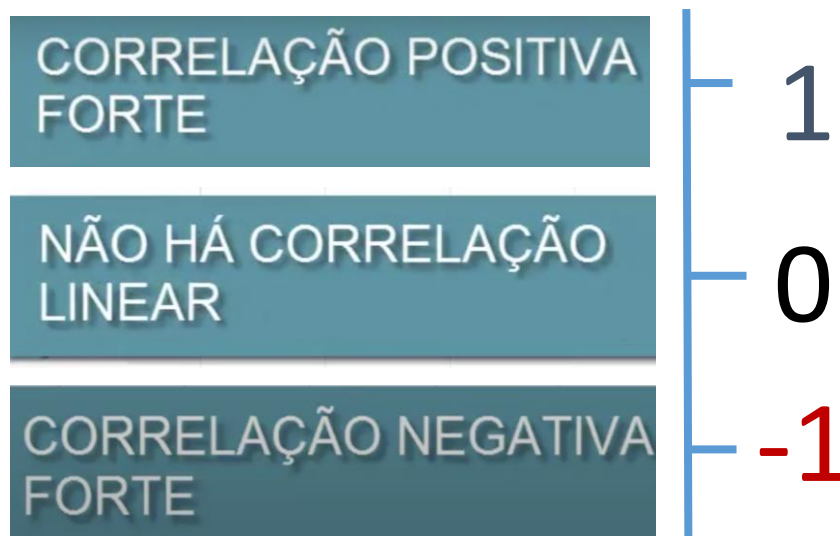 CORRELAÇÃO POSITIVA
FORTE
1
NÃO HÁ CORRELAÇÃO
LINEAR
0
CORRELAÇÃO NEGATIVA
FORTE
-1